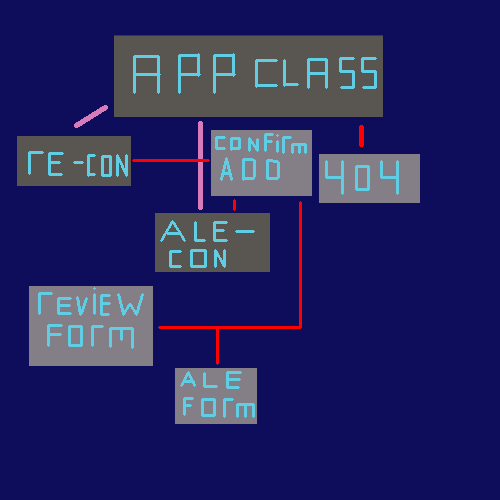 APP CLASS
rE-CON
CONFirm
ADD
404
ALE-
CON
rEViEW
FOrm
ALE
FOrm